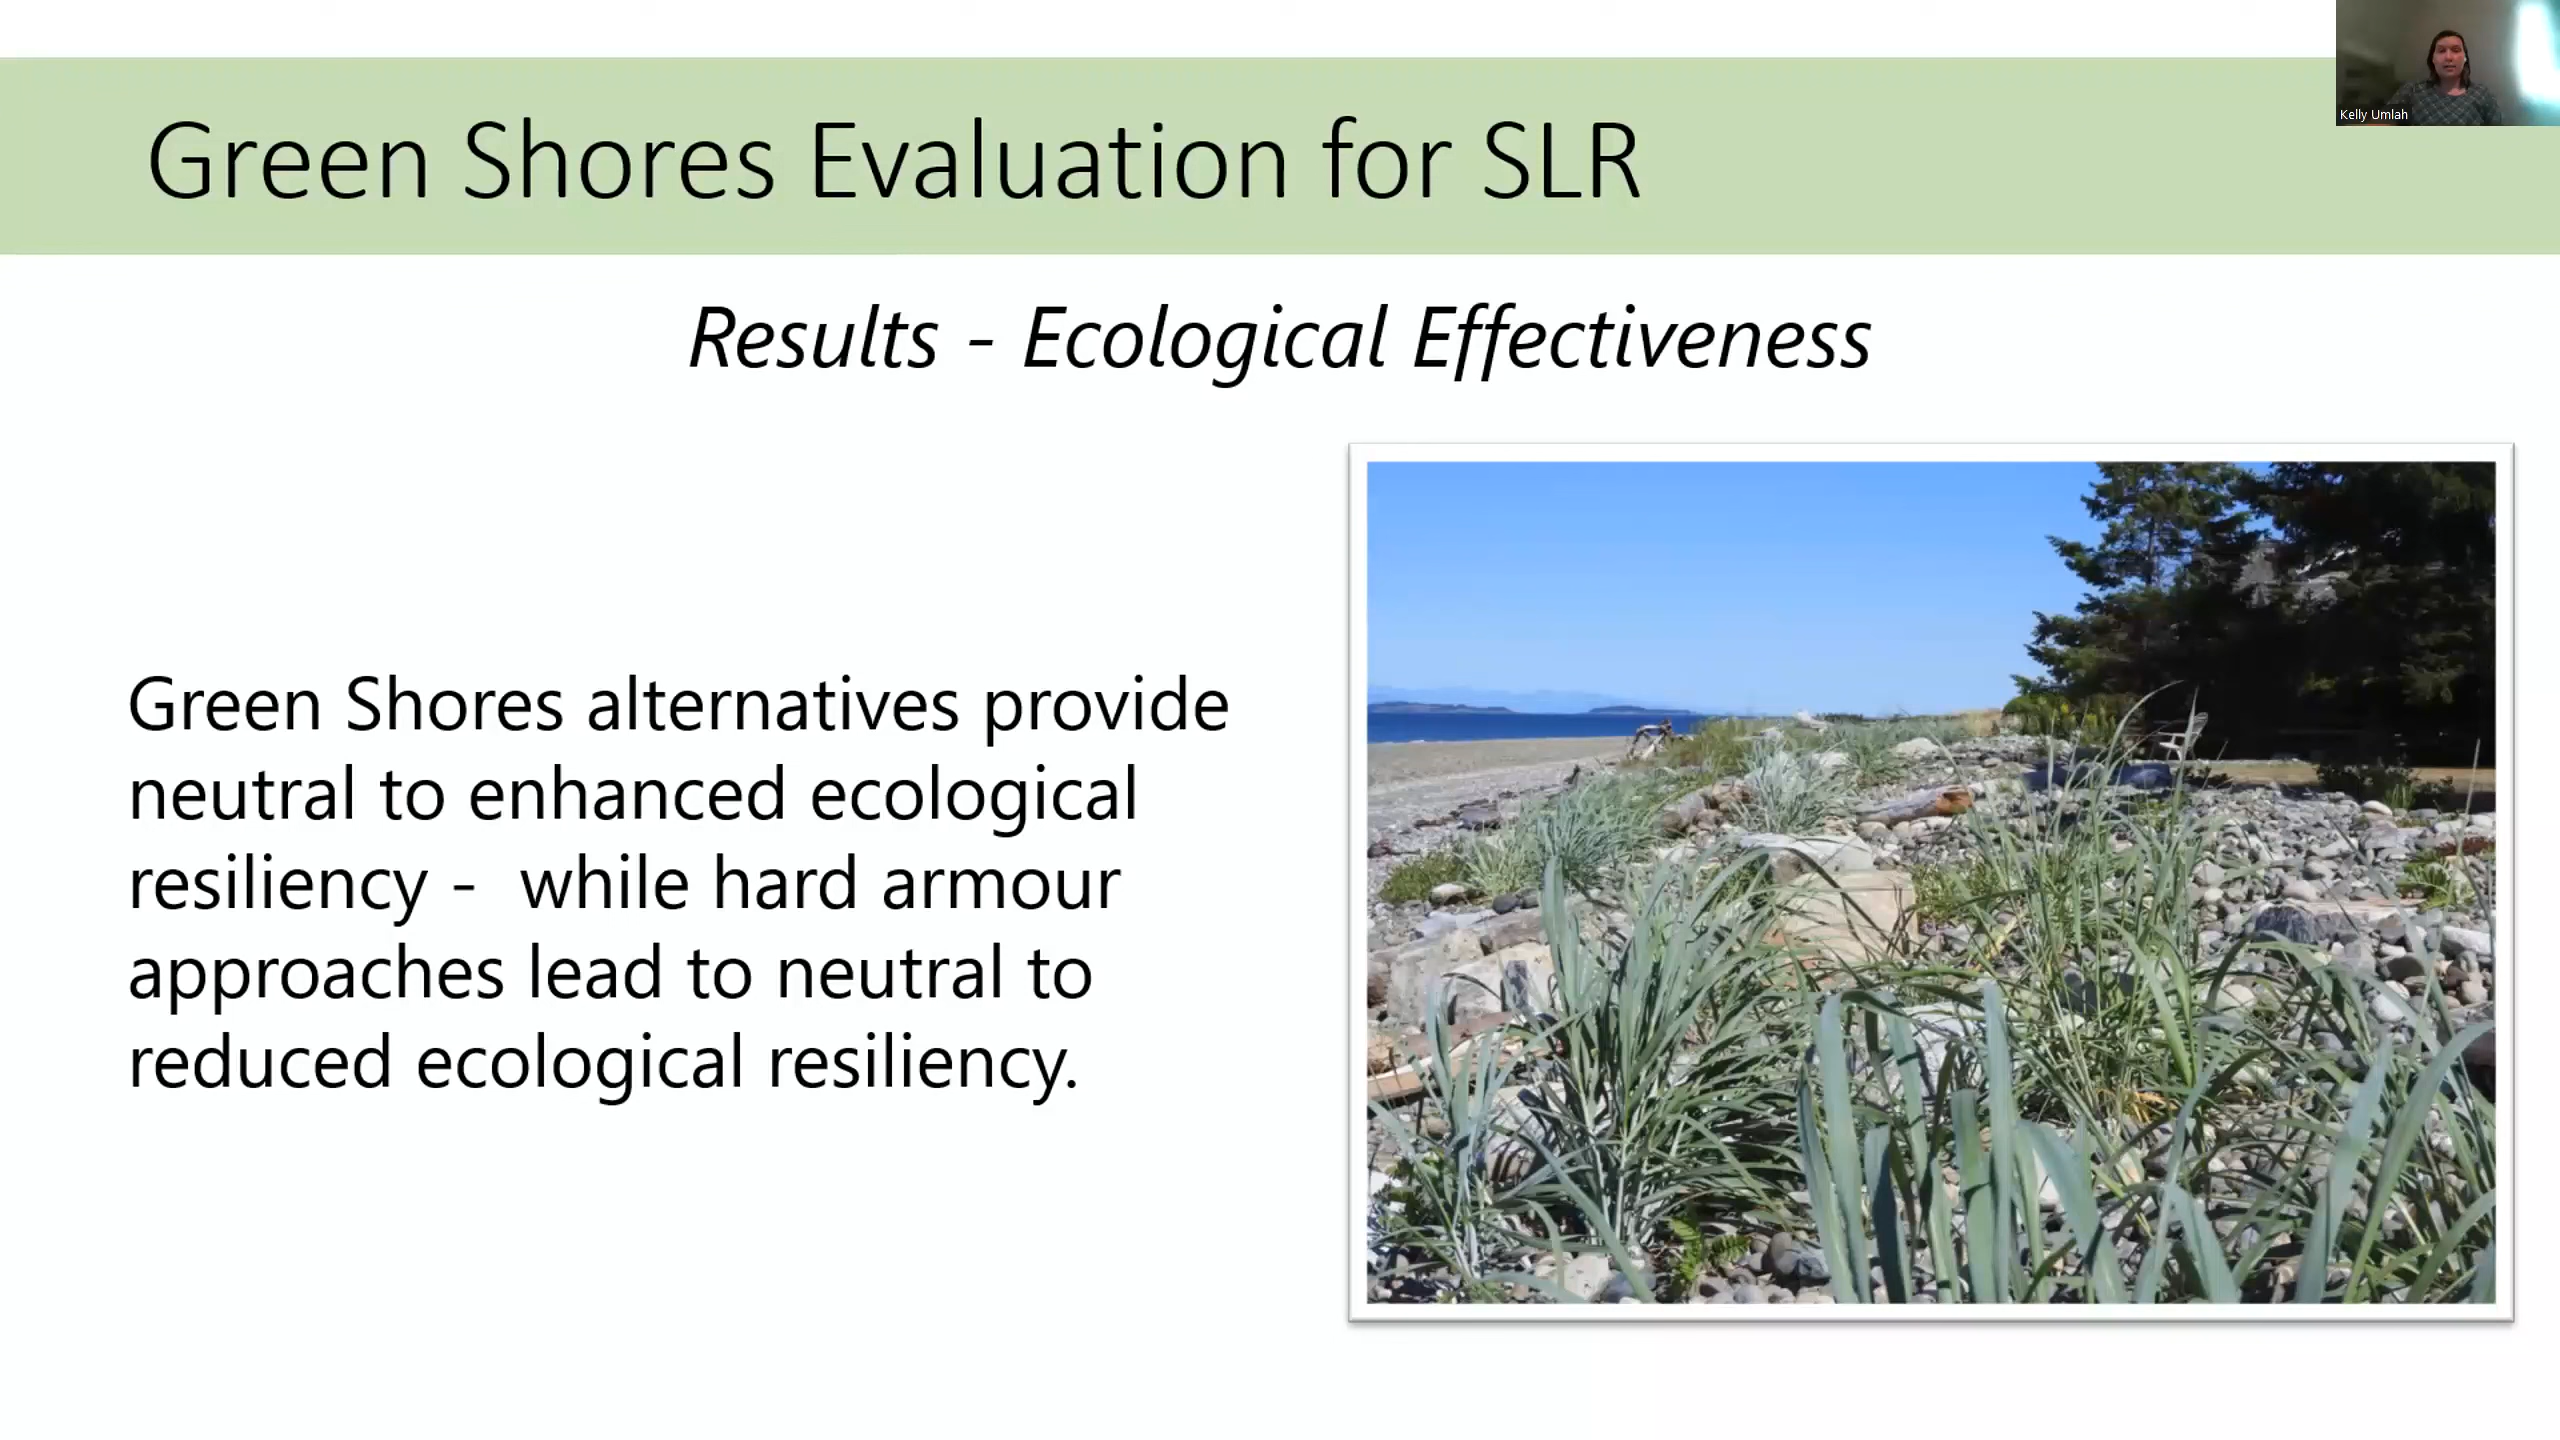 Kelly Umlah
Green Shores Evaluation for SLR
Results - Ecological Effectiveness
Green Shores alternatives provide
neutral to enhanced ecological
resiliency -  while hard armour
approaches lead to neutral to
reduced ecological resiliency.